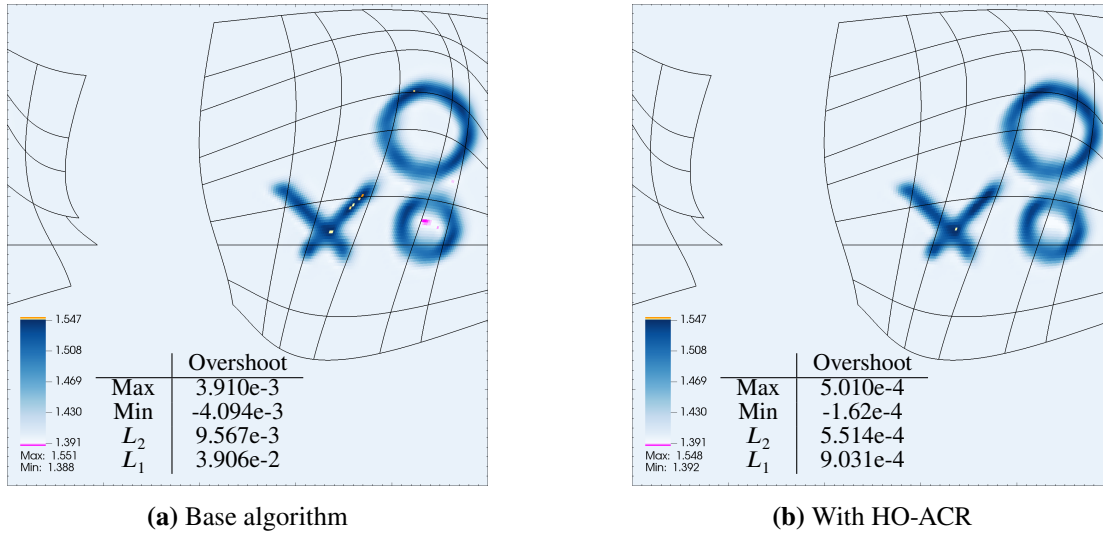 1.547
1.508
1.469
1.430
1.391
Max: 1.551
Min: 1.388
Overshoot
Max 3.910e-3
Min -4.094e-3
L2 9.567e-3
L1 3.906e-2
(a) Base algorithm
1.547
1.508
1.469
1.430
1.391
Max: 1.548
Min: 1.392
Overshoot
Max 5.010e-4
Min -1.62e-4
L2 5.514e-4
L1 9.031e-4
(b) With HO-ACR